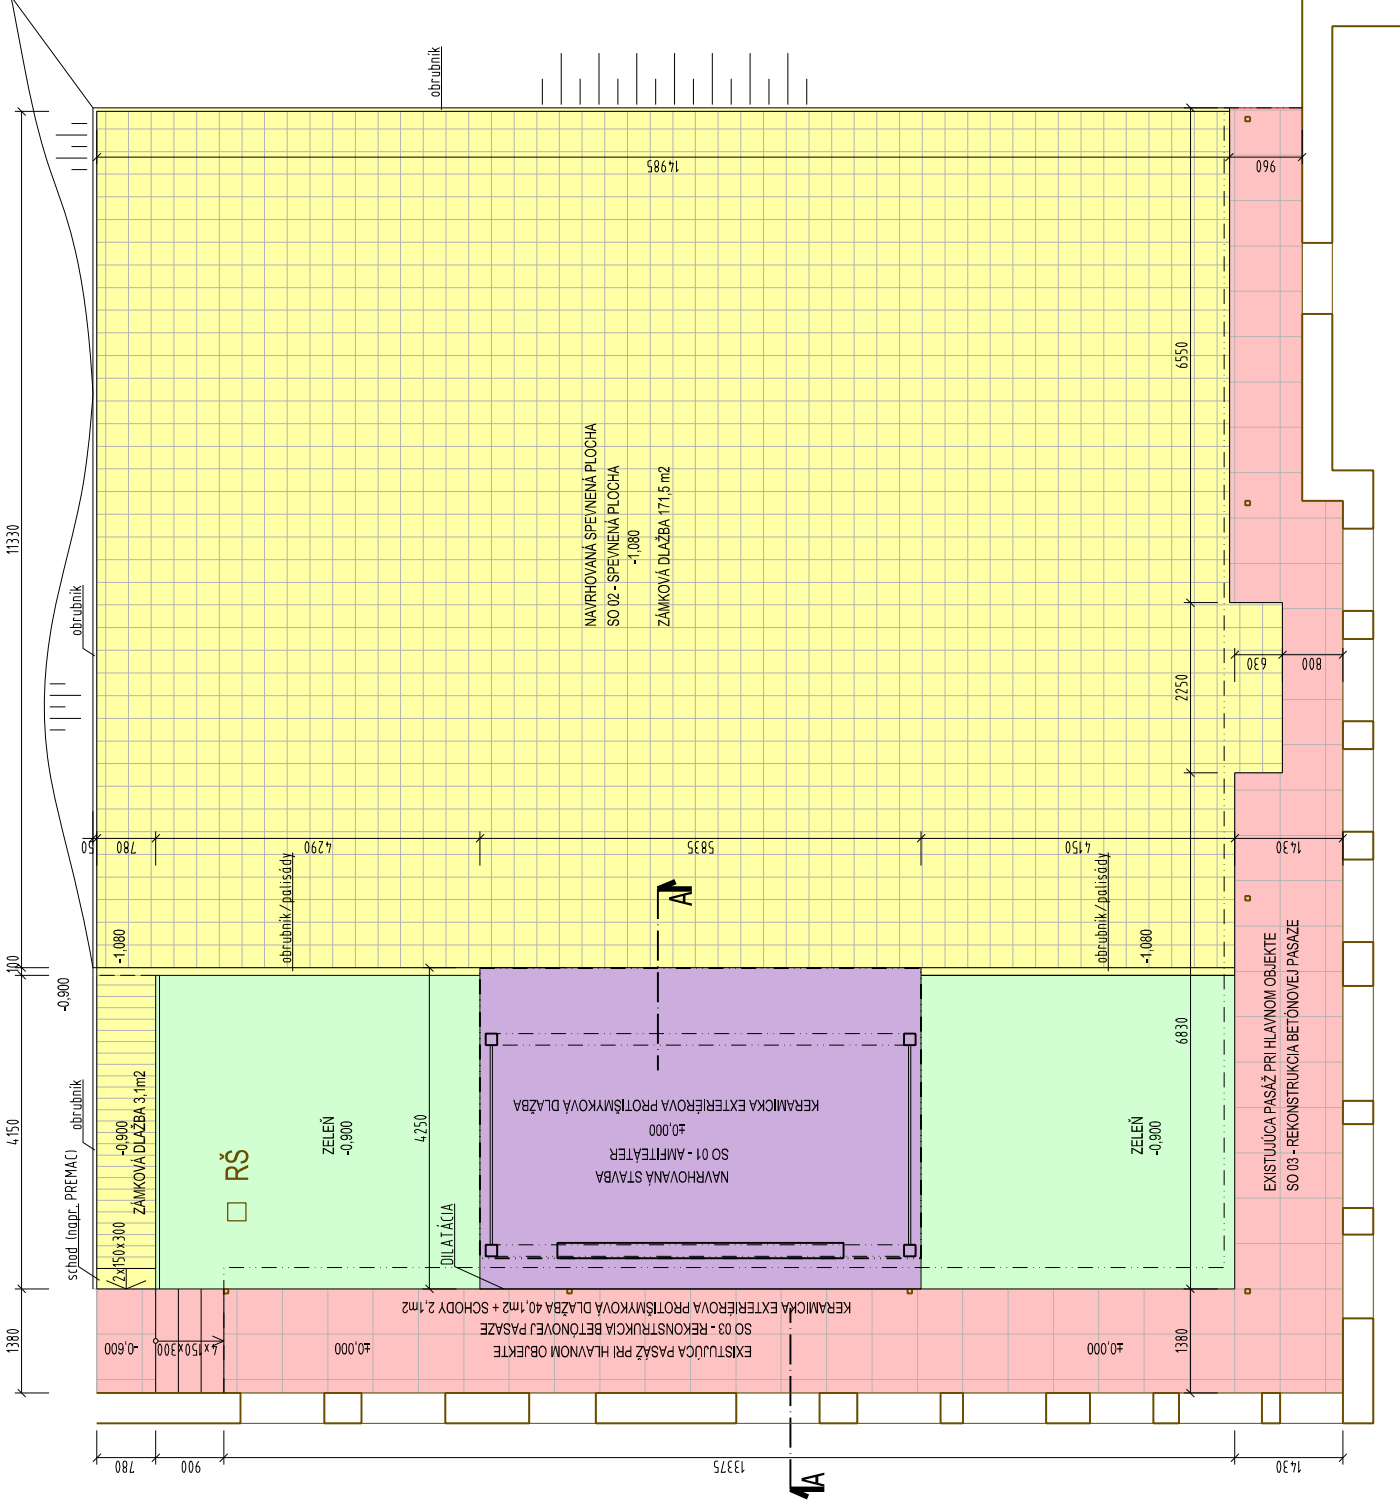 obrubník
14985
960
6550
11330
NAVRHOVANÁ SPEVNENÁ PLOCHA
SO 02 - SPEVNENÁ PLOCHA
-1,080
ZÁMKOVÁ DLAŽBA 171,5 m2
obrubník
2250
630
800
50
780
4290
5835
4150
1430
obrubník/palisády
obrubník/palisády
A
-1,080
-1,080
100
-0,900
4150
obrubník
schod (napr. PREMAC)
-0,900
ZÁMKOVÁ DLAŽBA 3,1m2
2x150x300
RŠ
ZELEŇ
-0,900
4250
DILATÁCIA
KERAMICKÁ EXTERIÉROVÁ PROTIŠMYKOVÁ DLAŽBA
±0,000
SO 01 - AMFITEÁTER
NAVRHOVANÁ STAVBA
ZELEŇ
-0,900
6830
EXISTUJÚCA PASÁŽ PRI HLAVNOM OBJEKTE
SO 03 - REKONSTRUKCIA BETÓNOVEJ PASAZE
1380
-0,600
4x150x300
±0,000
KERAMICKÁ EXTERIÉROVÁ PROTIŠMYKOVÁ DLAŽBA 40,1m2 + SCHODY 2,1m2
SO 03 - REKONSTRUKCIA BETÓNOVEJ PASAZE
EXISTUJÚCA PASÁŽ PRI HLAVNOM OBJEKTE
±0,000
1380
780
900
13375
1430
A